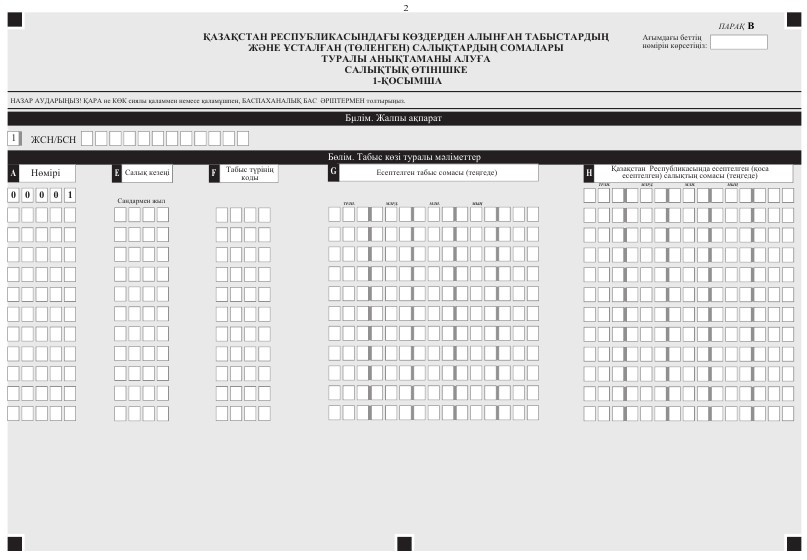 2
ПАРАҚ В
ҚАЗАҚСТАН РЕСПУБЛИКАСЫНДАҒЫ КӨЗДЕРДЕН АЛЫНҒАН ТАБЫСТАРДЫҢ
ЖӘНЕ ҰСТАЛҒАН (ТӨЛЕНГЕН) САЛЫҚТАРДЫҢ СОМАЛАРЫ
ТУРАЛЫ АНЫҚТАМАНЫ АЛУҒА
САЛЫҚТЫҚ ӨТІНІШКЕ
1-ҚОСЫМША
Ағымдағы беттің
нөмірін көрсетіңіз:
НАЗАР АУДАРЫҢЫЗ! ҚАРА не КӨК сиялы қаламмен немесе қаламұшпен, БАСПАХАНАЛЫҚ БАС ӘРІПТЕРМЕН толтырыңыз.
Бұлім. Жалпы ақпарат
1 ЖСН/БСН
Бөлім. Табыс көзі туралы мәліметтер
A Нөмірі
E Салық кезеңі
F Табыс түрінің
коды
G Есептелген табыс сомасы (теңгеде)
H Қазақстан Республикасында есептелген (қоса
есептелген) салықтың сомасы (теңгеде)
0 0 0 0 1
Сандармен жыл
трлн млрд млн мың
трлн млрд млн мың